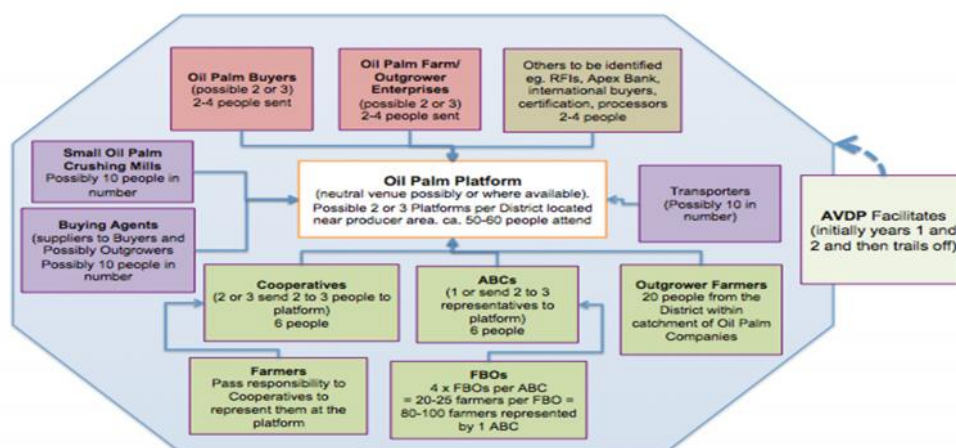 Oil Palm Buyers
(possible 2 or 3)
2-4 people sent
Oil Palm Farm/
Outgrower
Enterprises
(possible 2 or 3)
2-4 people sent
Others to be identified
eg. RFIs, Apex Bank,
international buyers,
certification, processors
2-4 people
Small Oil Palm
Crushing Mills
Possibly 10 people in
number
Buying Agents
(suppliers to Buyers and
Possibly Outgrowers
Possibly 10 people in
number)
Oil Palm Platform
(neutral venue possibly or where available).
Possible 2 or 3 Platforms per District located
near producer area. ca. 50-60 people attend
Transporters
(Possibly 10 in
number)
AVDP Facilitates
(initially years 1 and
2 and then trails off)
Cooperatives
(2 or 3 send 2 to 3 people to
platform)
6 people
ABCs
(1 or send 2 to 3
representatives to
platform)
6 people
Outgrower Farmers
20 people from the
District within
catchment of Oil Palm
Companies
Farmers
Pass responsibility to
Cooperatives to
represent them at the
platform
FBOs
4 x FBOs per ABC
= 20-25 farmers per FBO =
80-100 farmers represented
by 1 ABC